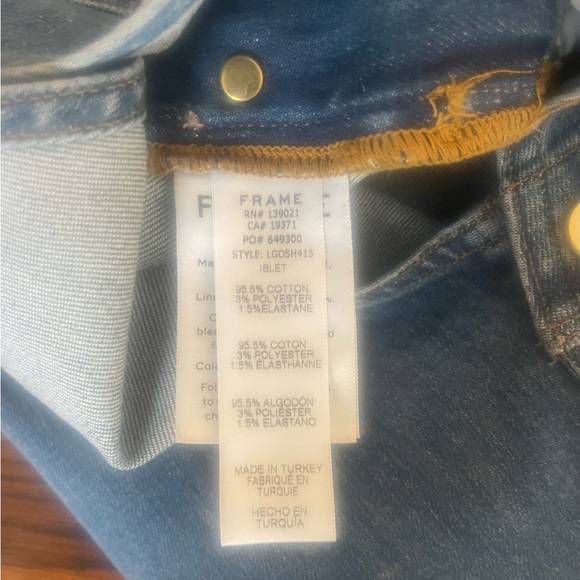 FRAME
RN# 139021
CA# 19371
PO# 649300
STYLE: LGOSH415
ISLET
95.5% COTTON
3% POLYESTER
1.5% ELASTANE
95.5% COTON
3% POLYESTER
1.5% ÉLASTHANNE
95.5% ALGODÓN
3% POLIÉSTER
1.5% ELASTANO
MADE IN TURKEY
FABRIQUÉ EN
TURQUIE
HECHO EN
TURQUÍA